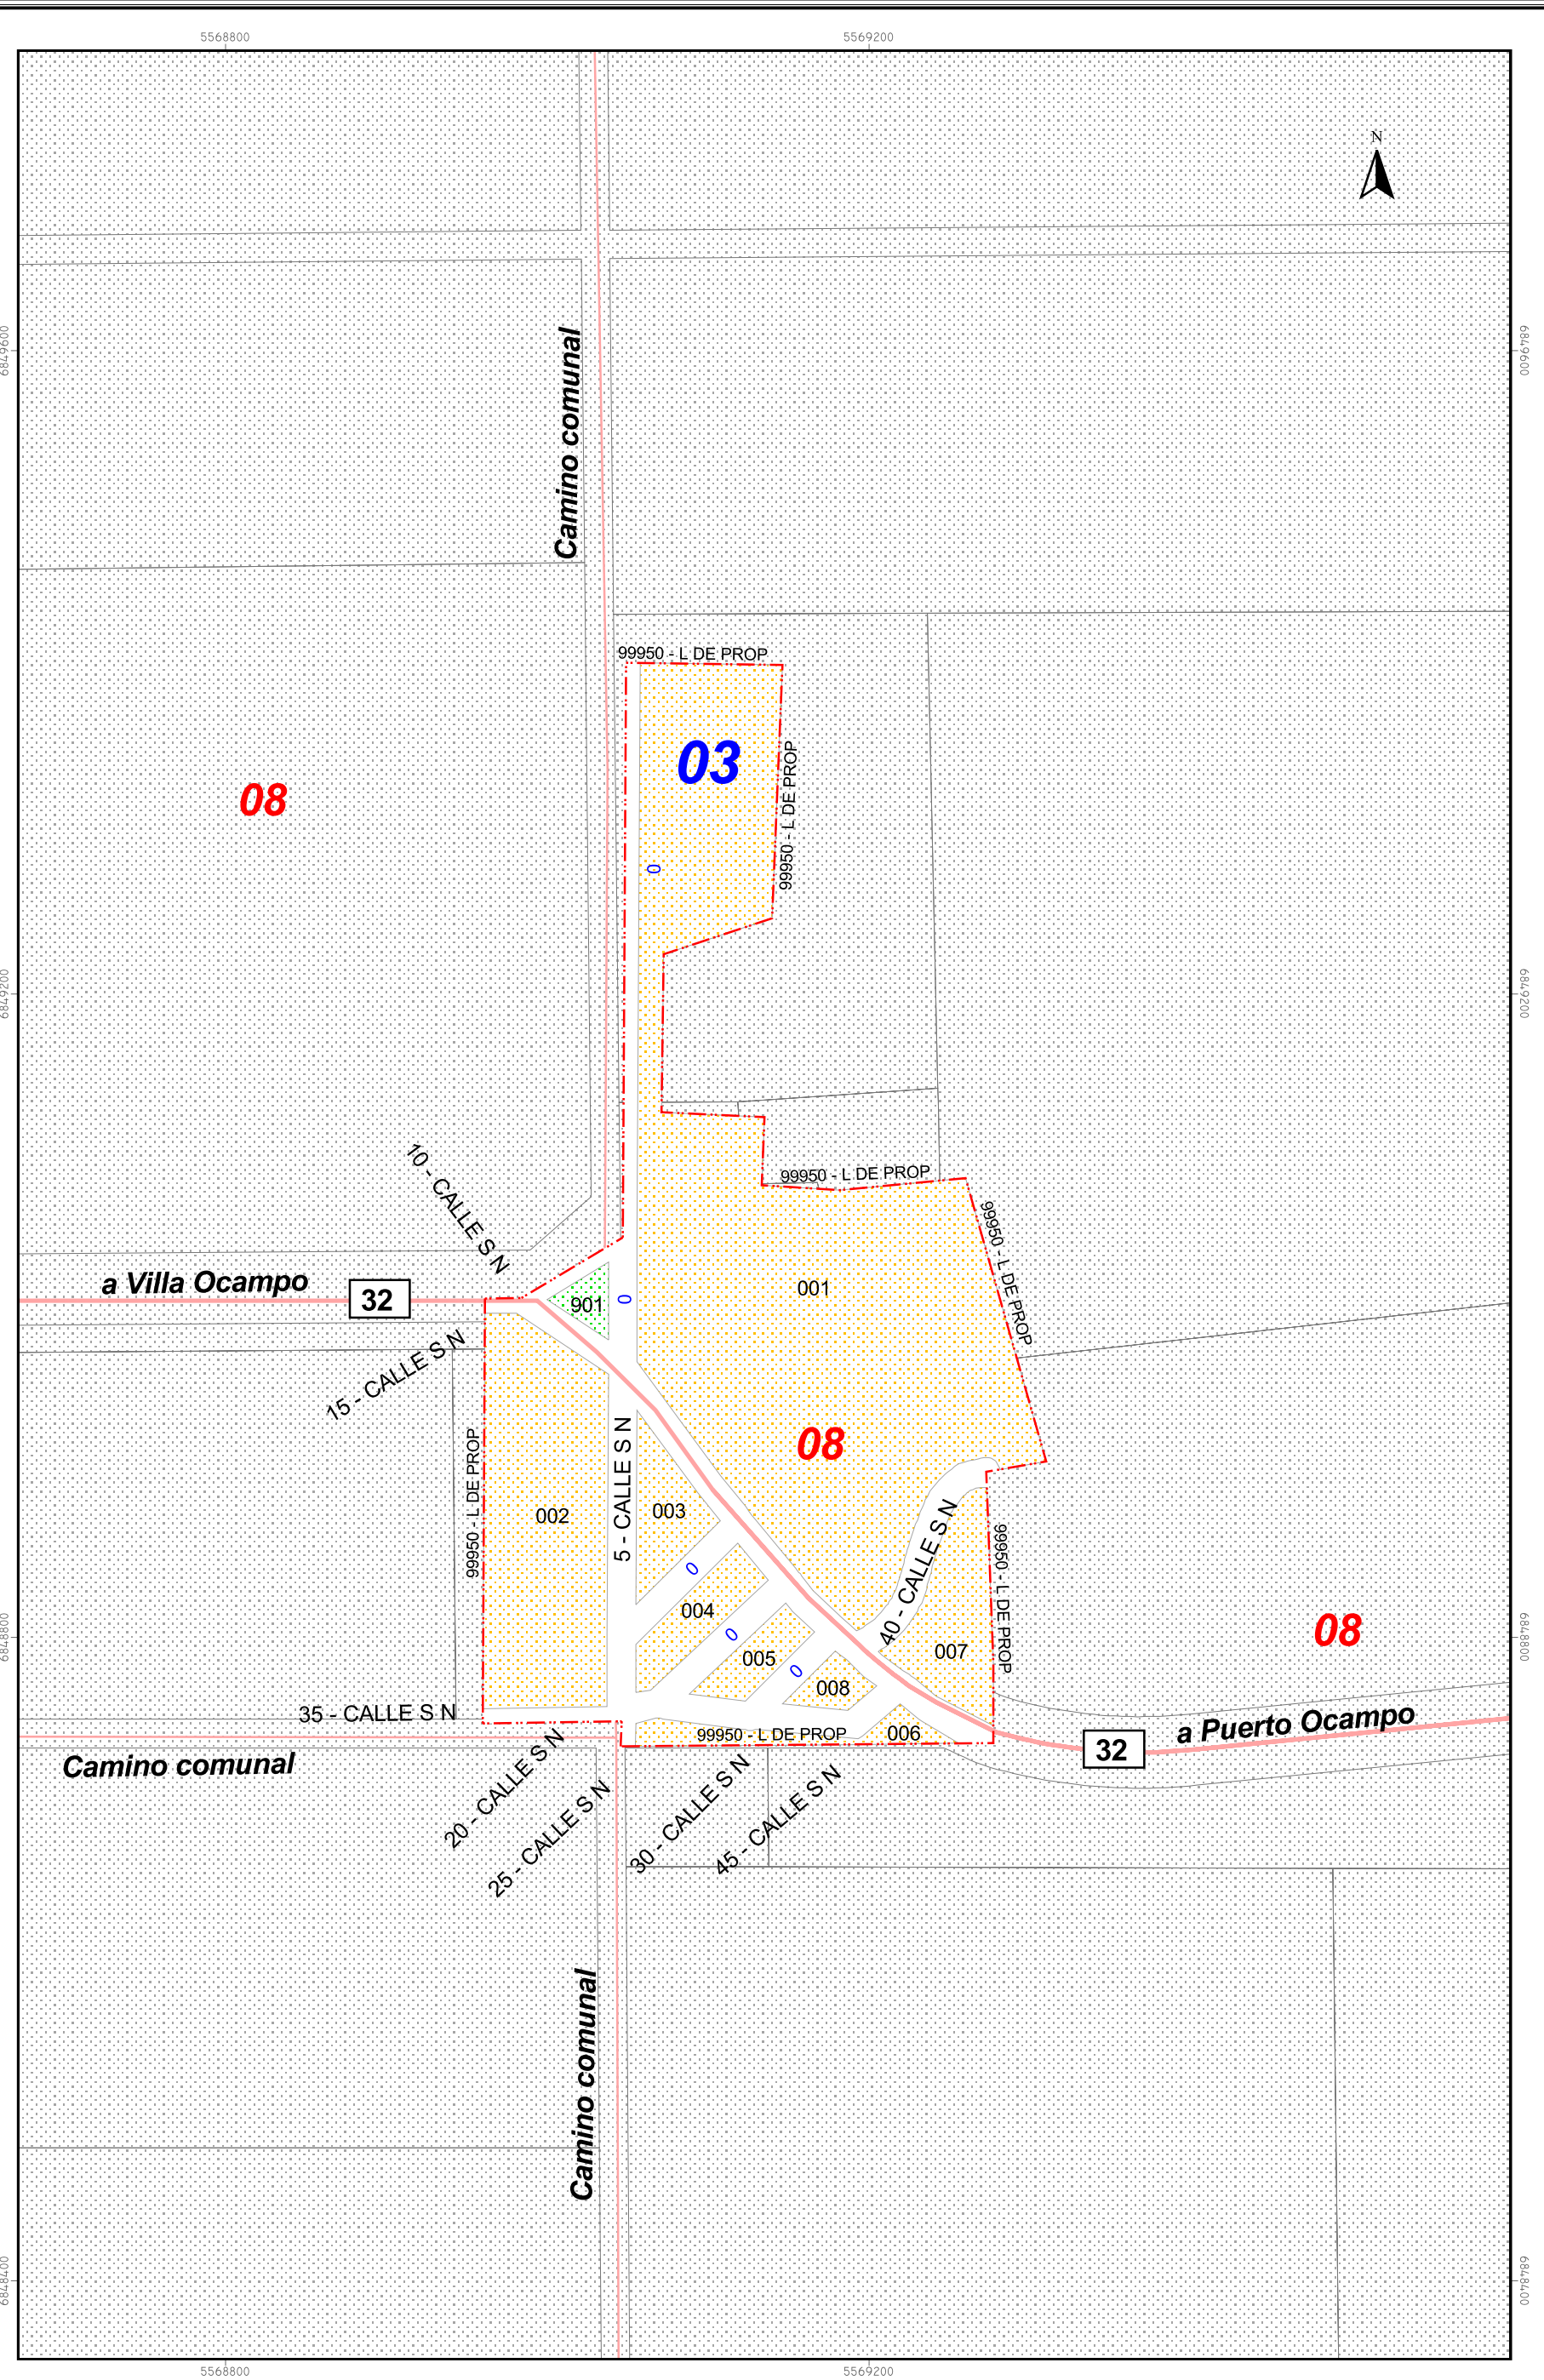 5568800
5569200
N
6849600
6849600
Camino comunal
99950 - L DE PROP
03
08
99950 - L DE PROP
0
6849200
6849200
10 - CALLE S N
99950 - L DE PROP
99950 - L DE PROP
a Villa Ocampo
32
901
0
001
15 - CALLE S N
99950 - L DE PROP
5 - CALLE S N
08
002
003
40 - CALLE S N
99950 - L DE PROP
0
004
0
005
0
007
008
08
6848800
6848800
35 - CALLE S N
99950 - L DE PROP
006
a Puerto Ocampo
32
Camino comunal
20 - CALLE S N
25 - CALLE S N
30 - CALLE S N
45 - CALLE S N
Camino comunal
6848400
6848400
5568800
5569200